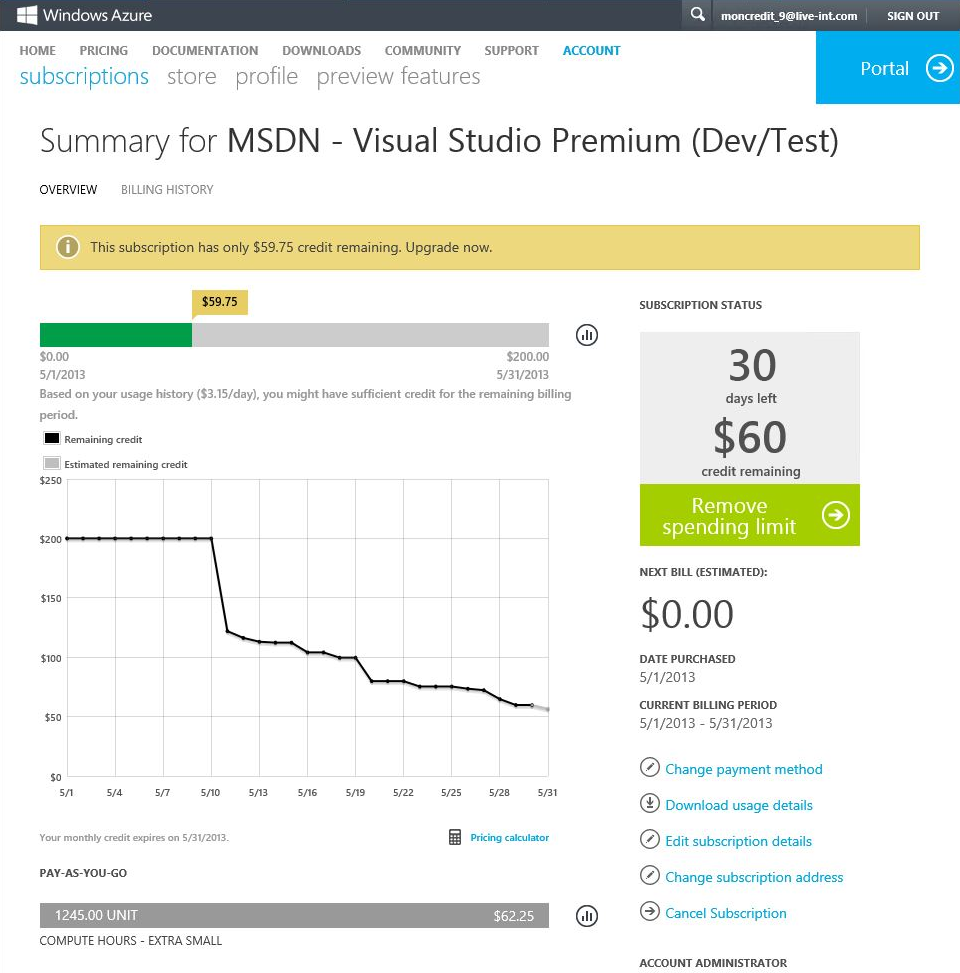 Windows Azure
moncredit_9@live-int.com
SIGN OUT
HOME PRICING DOCUMENTATION DOWNLOADS COMMUNITY SUPPORT ACCOUNT
subscriptions store profile preview features
Portal
Summary for MSDN - Visual Studio Premium (Dev/Test)
OVERVIEW BILLING HISTORY
This subscription has only $59.75 credit remaining. Upgrade now.
$59.75
$0.00 $200.00
5/1/2013 5/31/2013
Based on your usage history ($3.15/day), you might have sufficient credit for the remaining billing
period.
Remaining credit
Estimated remaining credit
$250
$200
$150
$100
$50
$0
5/1 5/4 5/7 5/10 5/13 5/16 5/19 5/22 5/25 5/28 5/31
Your monthly credit expires on 5/31/2013.
Pricing calculator
PAY-AS-YOU-GO
1245.00 UNIT $62.25
COMPUTE HOURS - EXTRA SMALL
SUBSCRIPTION STATUS
30
days left
$60
credit remaining
Remove
spending limit
NEXT BILL (ESTIMATED):
$0.00
DATE PURCHASED
5/1/2013
CURRENT BILLING PERIOD
5/1/2013 - 5/31/2013
Change payment method
Download usage details
Edit subscription details
Change subscription address
Cancel Subscription
ACCOUNT ADMINISTRATOR